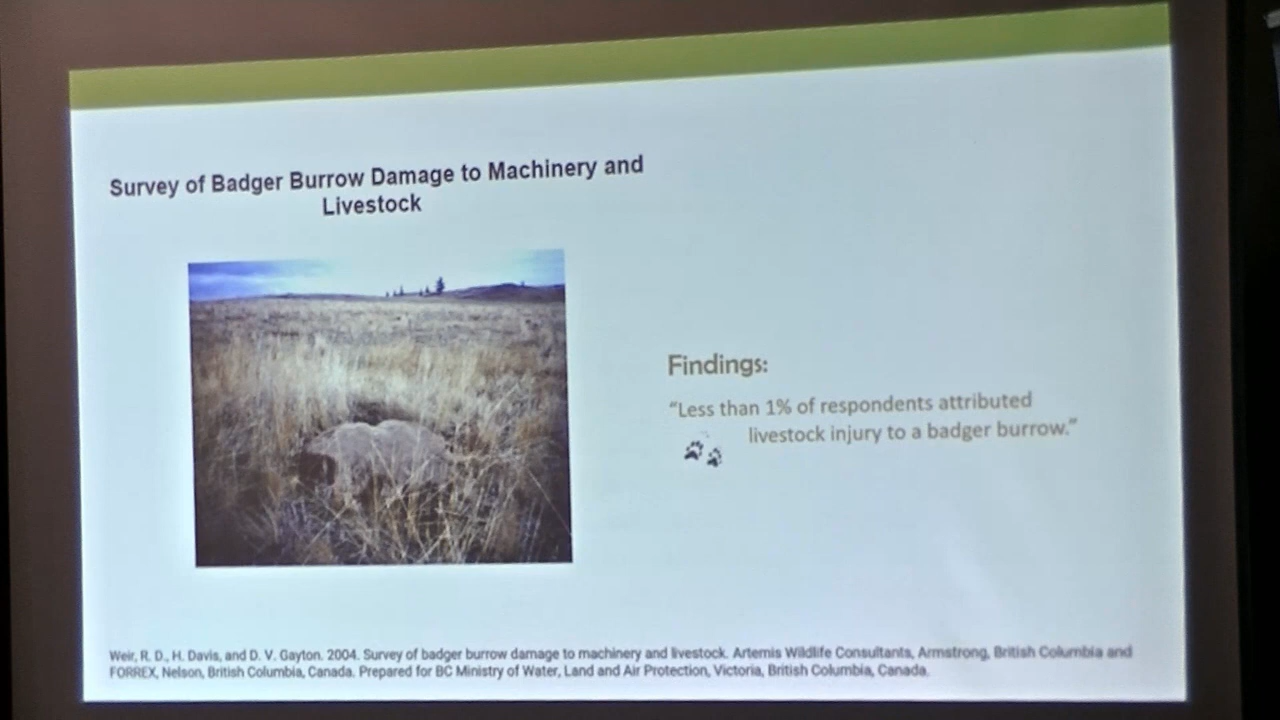 Survey of Badger Burrow Damage to Machinery and
Livestock
Findings:
“Less than 1% of respondents attributed
livestock injury to a badger burrow.”
Weir, R. D., H. Davis, and D. V. Gayton. 2004. Survey of badger burrow damage to machinery and livestock. Artemis Wildlife Consultants, Armstrong, British Columbia and
FORREX, Nelson, British Columbia, Canada. Prepared for BC Ministry of Water, Land and Air Protection, Victoria, British Columbia, Canada.